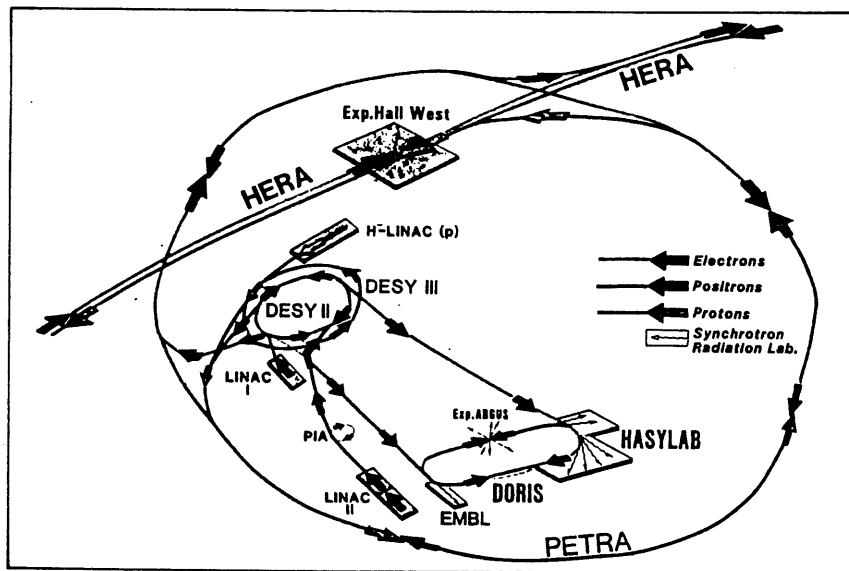 HERA
Exp.Hall West
HERA
H⁻-LINAC (p)
DESY III
DESY II
Electrons
Positrons
Protons
Synchrotron
Radiation Lab.
LINAC
I
Exp.ARGUS
PIA
HASYLAB
LINAC
II
DORIS
EMBL
PETRA